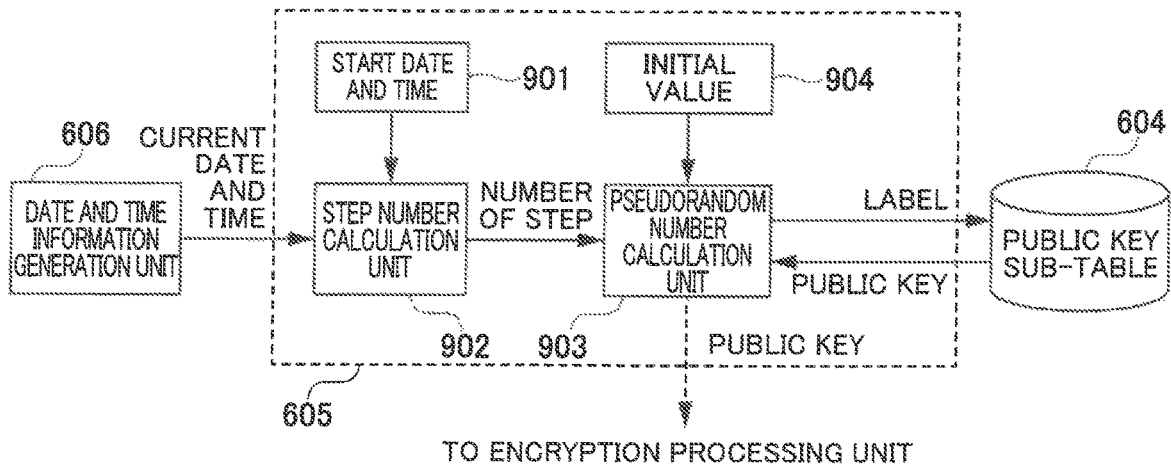 START DATE
AND TIME
901
INITIAL
VALUE
904
606
CURRENT
DATE
AND
TIME
604
DATE AND TIME
INFORMATION
GENERATION UNIT
STEP NUMBER
CALCULATION
UNIT
NUMBER
OF STEP
PSEUDORANDOM
NUMBER
CALCULATION
UNIT
LABEL
PUBLIC KEY
PUBLIC KEY
SUB-TABLE
902
903
PUBLIC KEY
605
TO ENCRYPTION PROCESSING UNIT